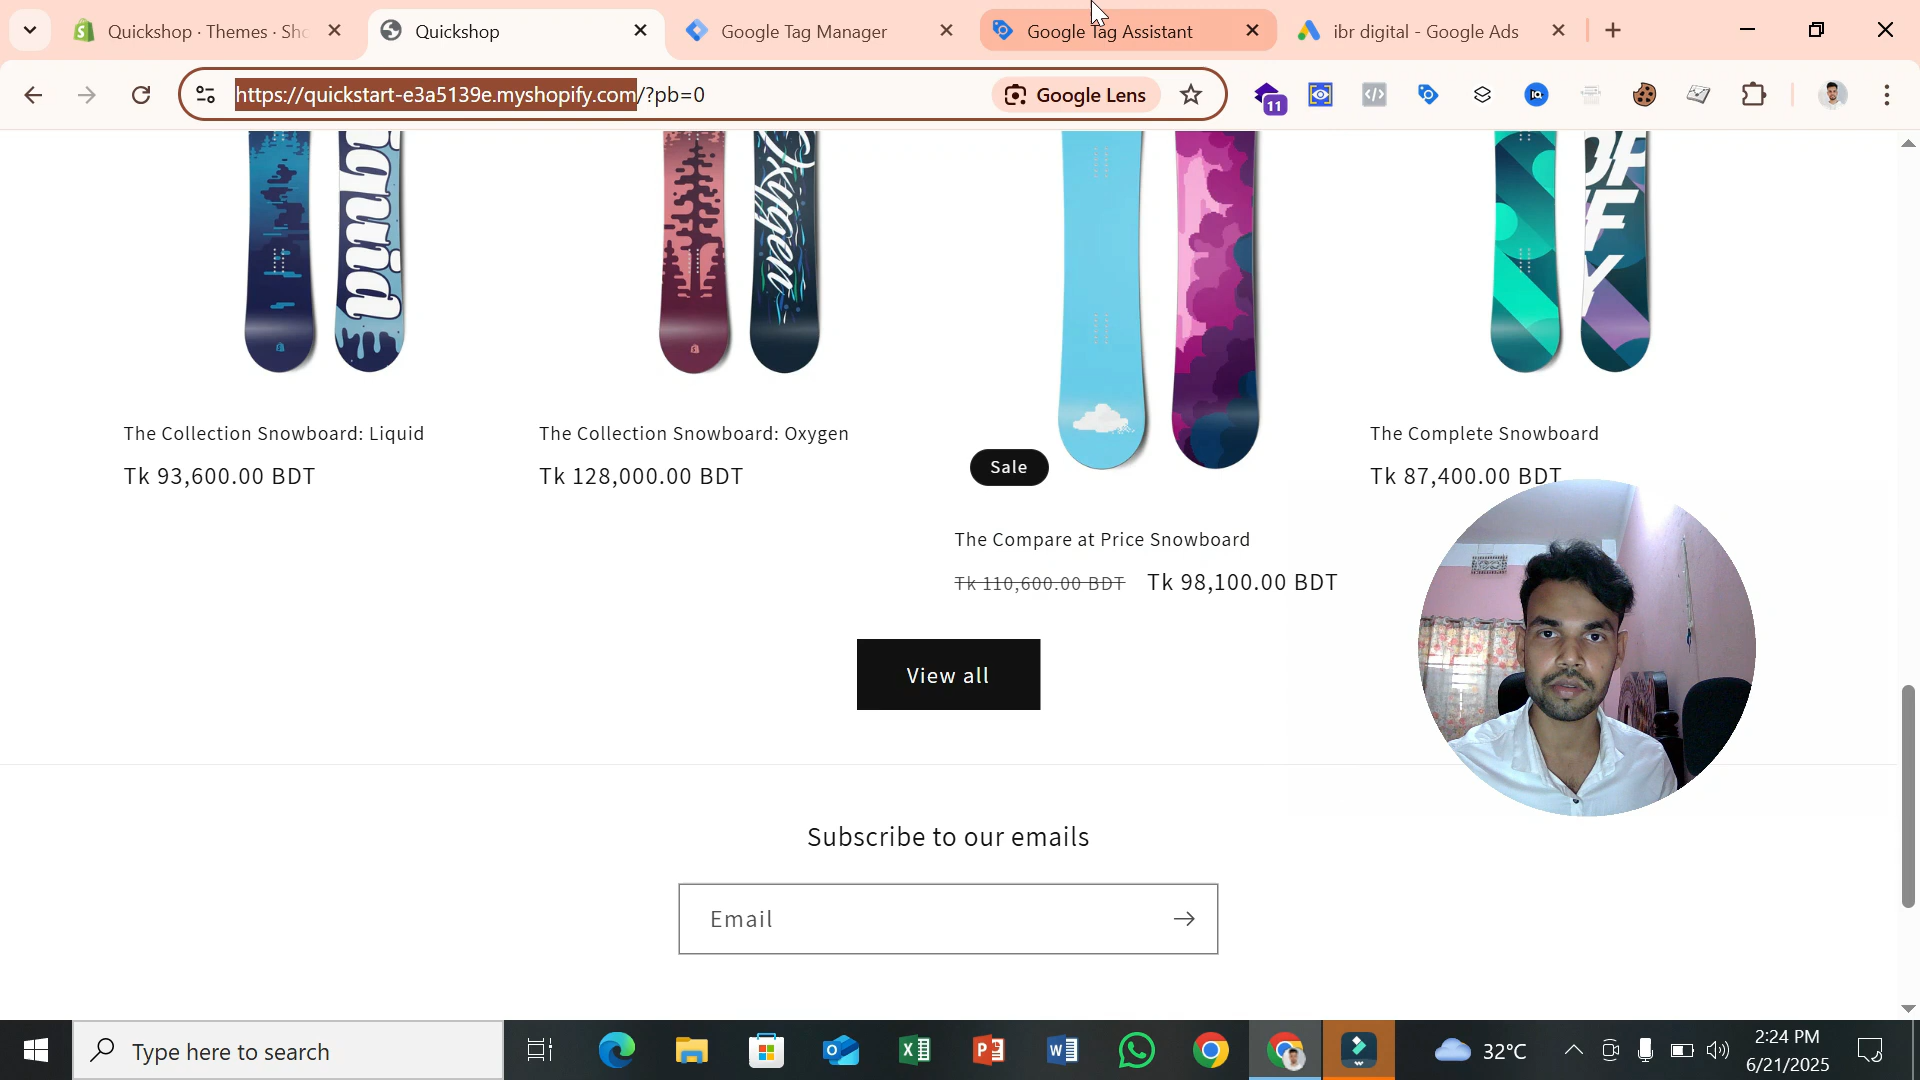 Quickshop · Themes · Sho
Quickshop
Google Tag Manager
Google Tag Assistant
ibr digital - Google Ads
https://quickstart-e3a5139e.myshopify.com/?pb=0
Google Lens
11
iquid
Oxygen
The Collection Snowboard: Liquid
Tk 93,600.00 BDT
The Collection Snowboard: Oxygen
Tk 128,000.00 BDT
Sale
The Compare at Price Snowboard
Tk 110,600.00 BDT Tk 98,100.00 BDT
The Complete Snowboard
Tk 87,400.00 BDT
View all
Subscribe to our emails
Email
Type here to search
32°C
2:24 PM
6/21/2025